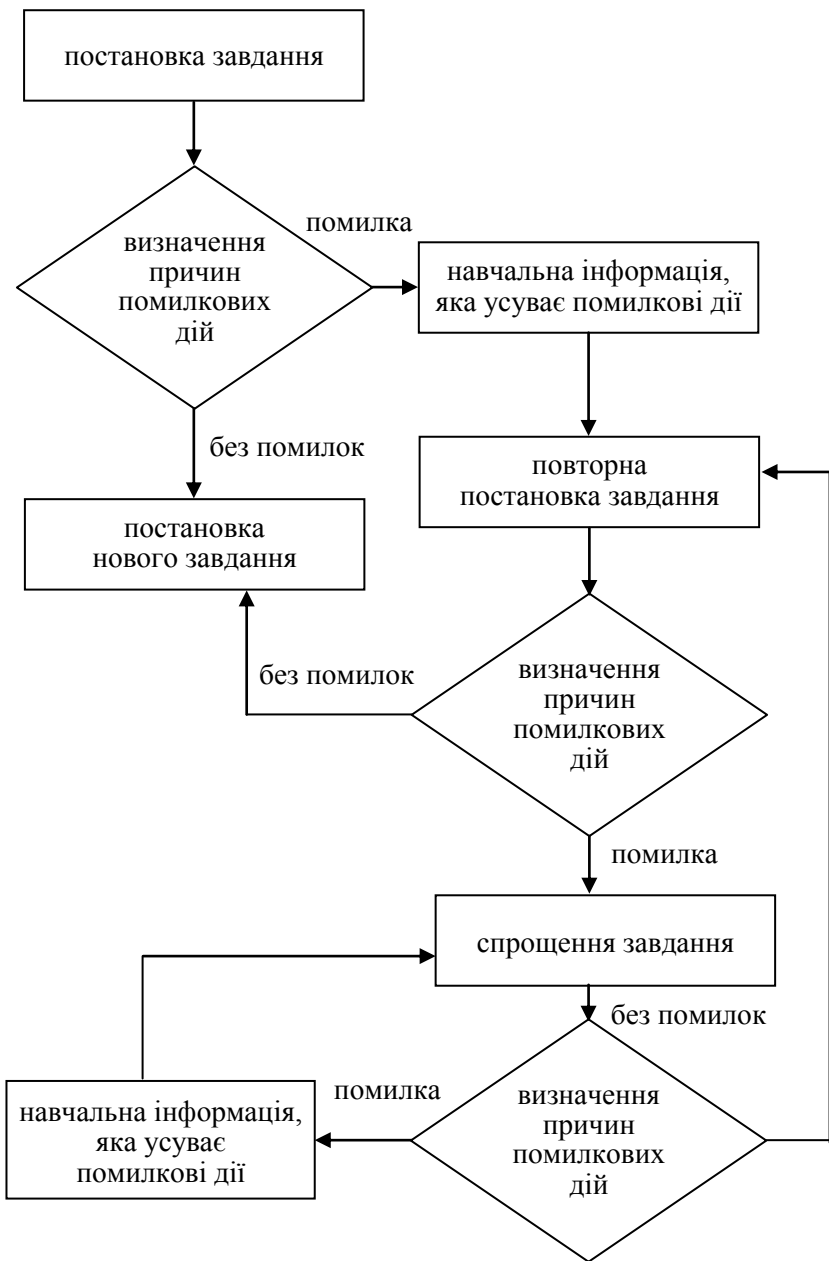 постановка завдання
помилка
визначення
причин
помилкових
дій
навчальна інформація,
яка усуває помилкові дії
без помилок
повторна
постановка завдання
постановка
нового завдання
без помилок
визначення
причин
помилкових
дій
помилка
спрощення завдання
без помилок
помилка
визначення
причин
помилкових
дій
навчальна інформація,
яка усуває
помилкові дії